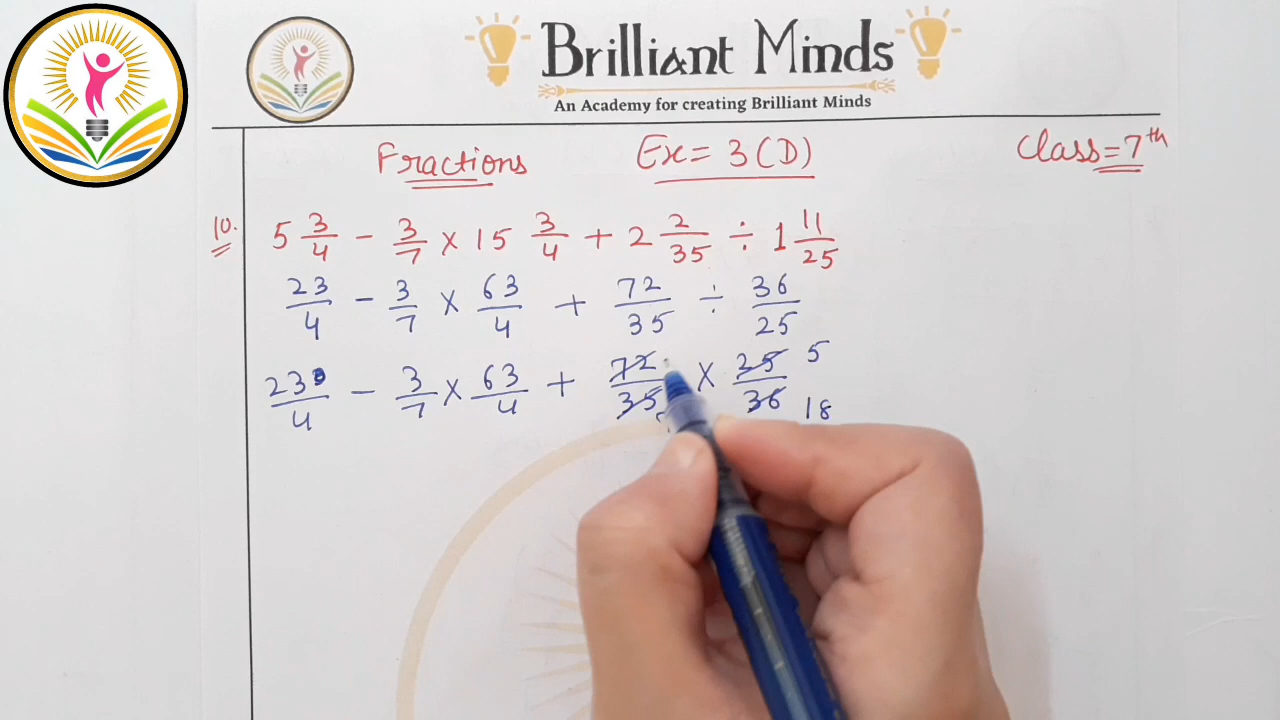 Brilliant Minds
An Academy for creating Brilliant Minds
Fractions Ex = 3(D) Class = 7th
10. 5 3/4 - 3/7 × 15 3/4 + 2 2/35 ÷ 1 11/25
23/4 - 3/7 × 63/4 + 72/35 ÷ 36/25
23/4 - 3/7 × 63/4 + 72/35 × 25/36 5 18